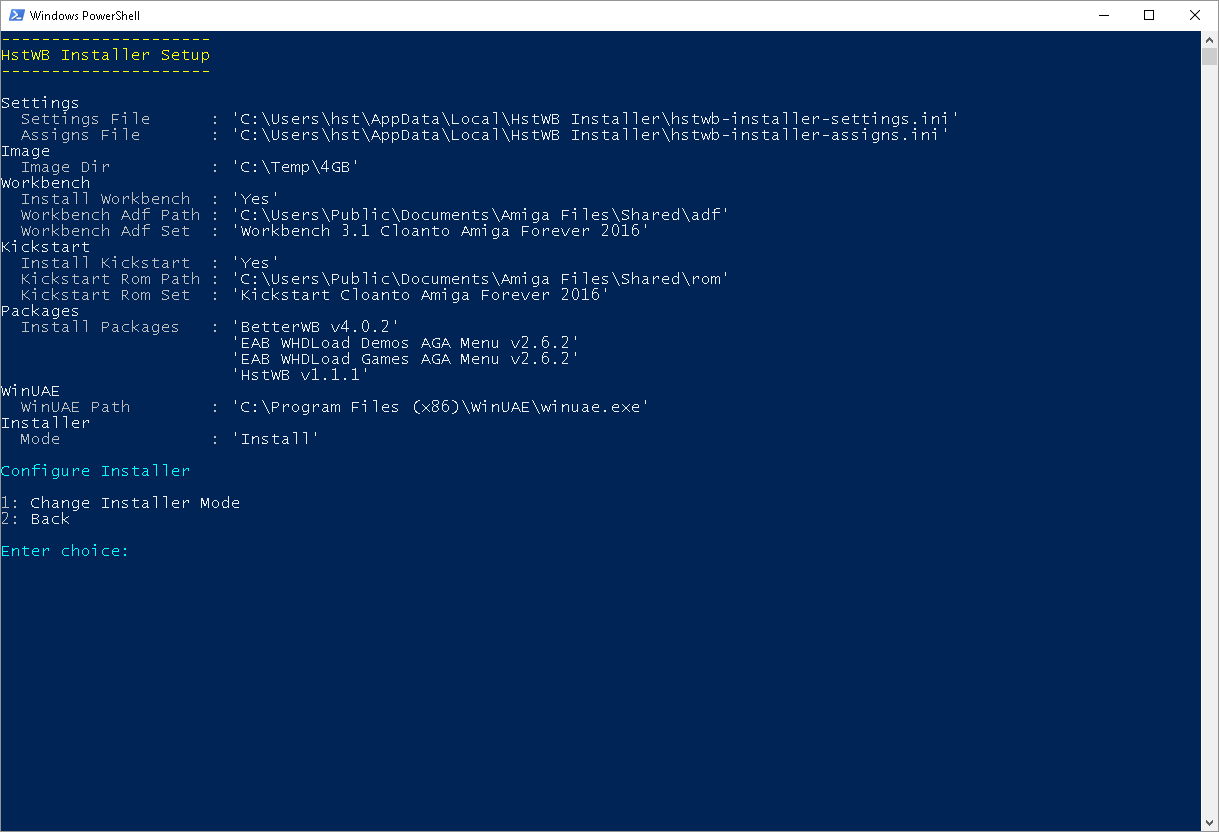 Windows PowerShell
---------------------
HstWB Installer Setup
---------------------
Settings
  Settings File      : 'C:\Users\hst\AppData\Local\HstWB Installer\hstwb-installer-settings.ini'
  Assigns File       : 'C:\Users\hst\AppData\Local\HstWB Installer\hstwb-installer-assigns.ini'
Image
  Image Dir          : 'C:\Temp\4GB'
Workbench
  Install Workbench  : 'Yes'
  Workbench Adf Path : 'C:\Users\Public\Documents\Amiga Files\Shared\adf'
  Workbench Adf Set  : 'Workbench 3.1 Cloanto Amiga Forever 2016'
Kickstart
  Install Kickstart  : 'Yes'
  Kickstart Rom Path : 'C:\Users\Public\Documents\Amiga Files\Shared\rom'
  Kickstart Rom Set  : 'Kickstart Cloanto Amiga Forever 2016'
Packages
  Install Packages   : 'BetterWB v4.0.2'
                       'EAB WHDLoad Demos AGA Menu v2.6.2'
                       'EAB WHDLoad Games AGA Menu v2.6.2'
                       'HstWB v1.1.1'
WinUAE
  WinUAE Path        : 'C:\Program Files (x86)\WinUAE\winuae.exe'
Installer
  Mode               : 'Install'
Configure Installer
1: Change Installer Mode
2: Back
Enter choice: